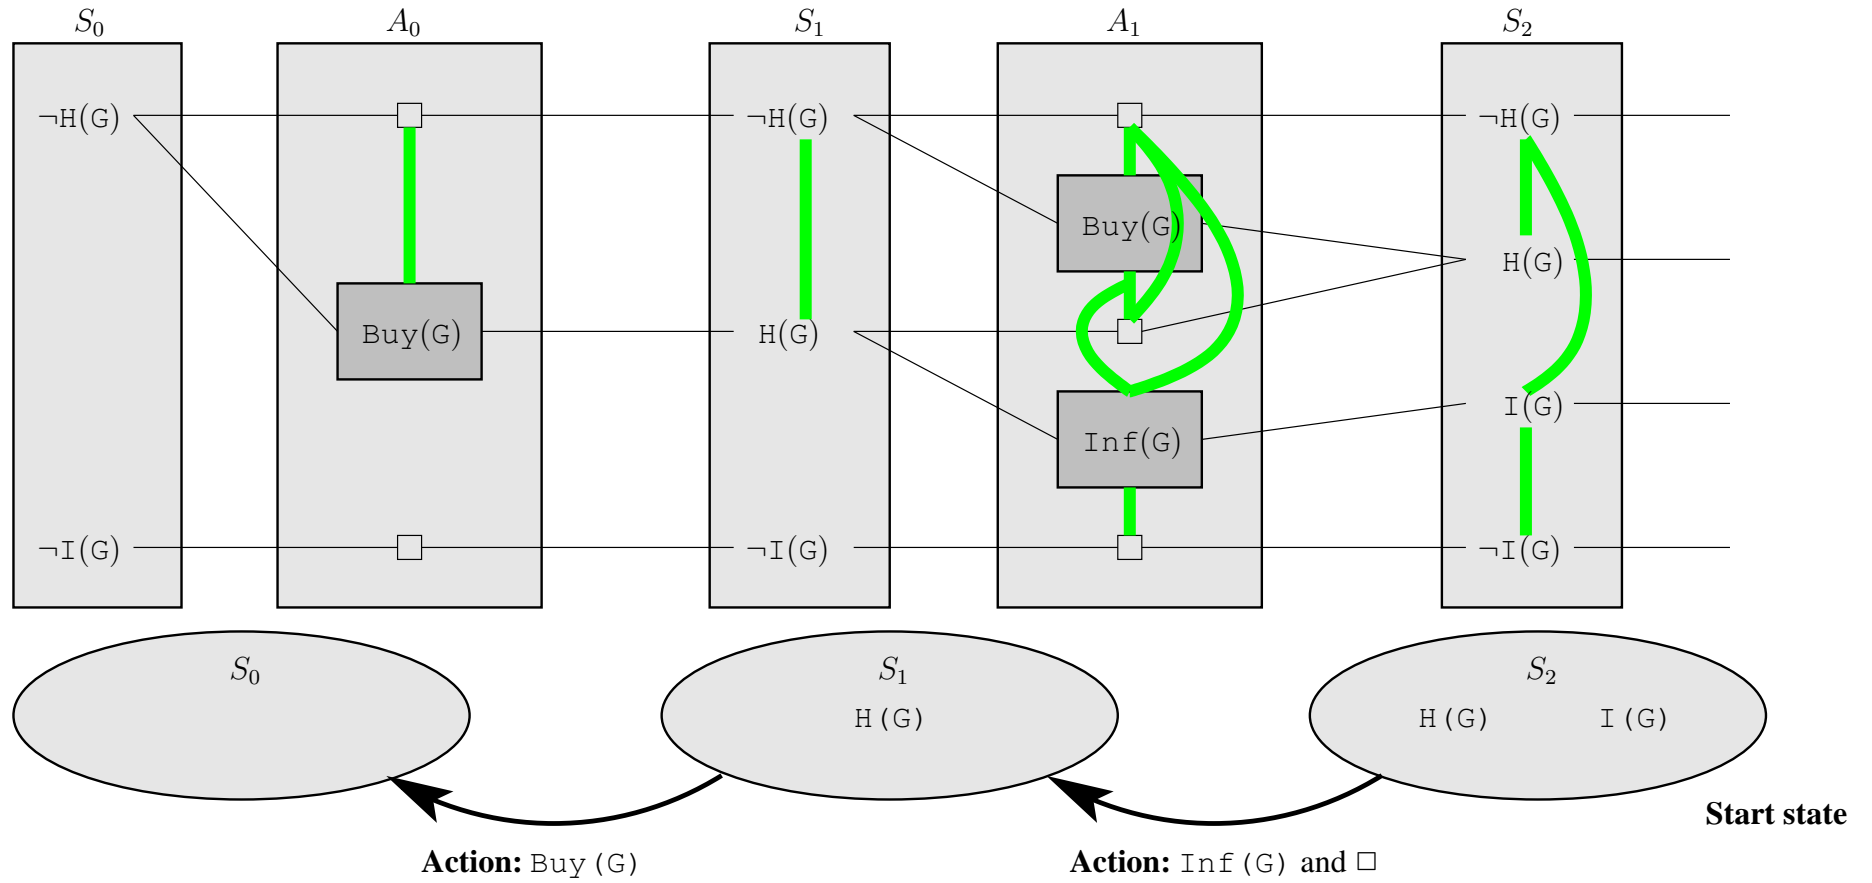 S₀ A₀ S₁ A₁ S₂
¬H(G) ¬H(G) ¬H(G)
Buy(G) H(G)
Buy(G) H(G)
I(G)
Inf(G)
¬I(G) ¬I(G) ¬I(G)
S₀ S₁ S₂
H(G) H(G) I(G)
Start state
Action: Buy(G) Action: Inf(G) and □